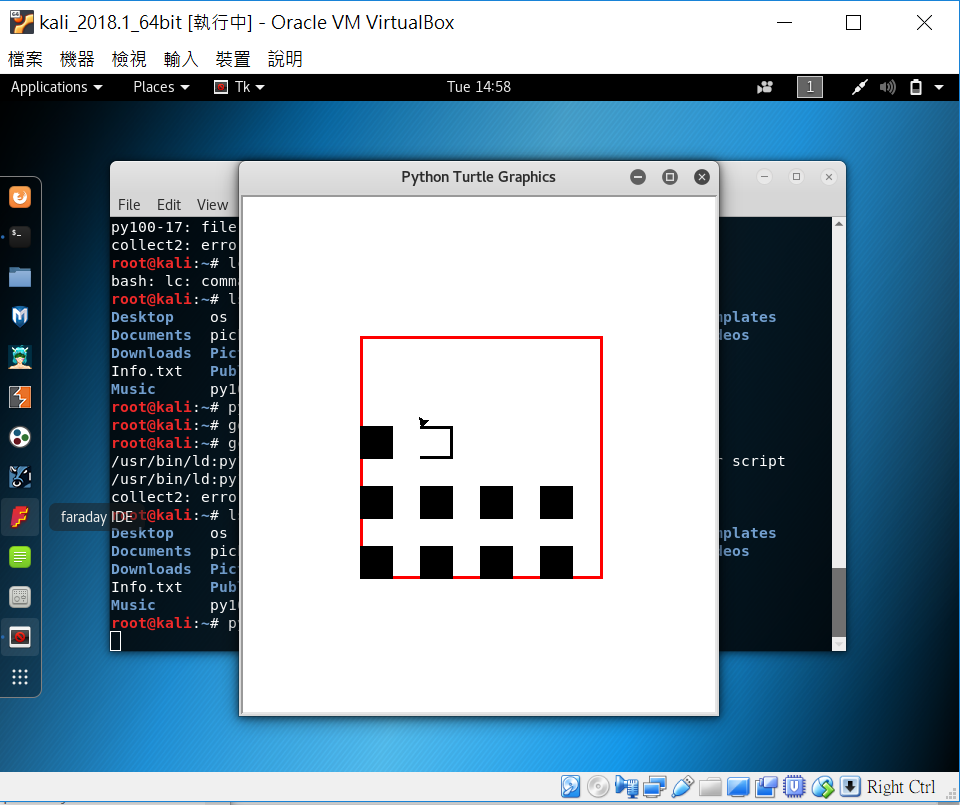 kali_2018.1_64bit [執行中] - Oracle VM VirtualBox
檔案 機器 檢視 輸入 裝置 說明
Applications Places Tk Tue 14:58 1
Python Turtle Graphics
File Edit View
py100-17: file
collect2: erro
root@kali:~# l
bash: lc: comma
root@kali:~# l
Desktop os mplates
Documents pic deos
Downloads Pic
Info.txt Pub
Music py1
root@kali:~# py
root@kali:~# g
root@kali:~# g
/usr/bin/ld:py r script
/usr/bin/ld:py
collect2: erro
faraday IDE
root@kali:~# l
Desktop os mplates
Documents pic deos
Downloads Pic
Info.txt Pub
Music py1
root@kali:~# py
Right Ctrl